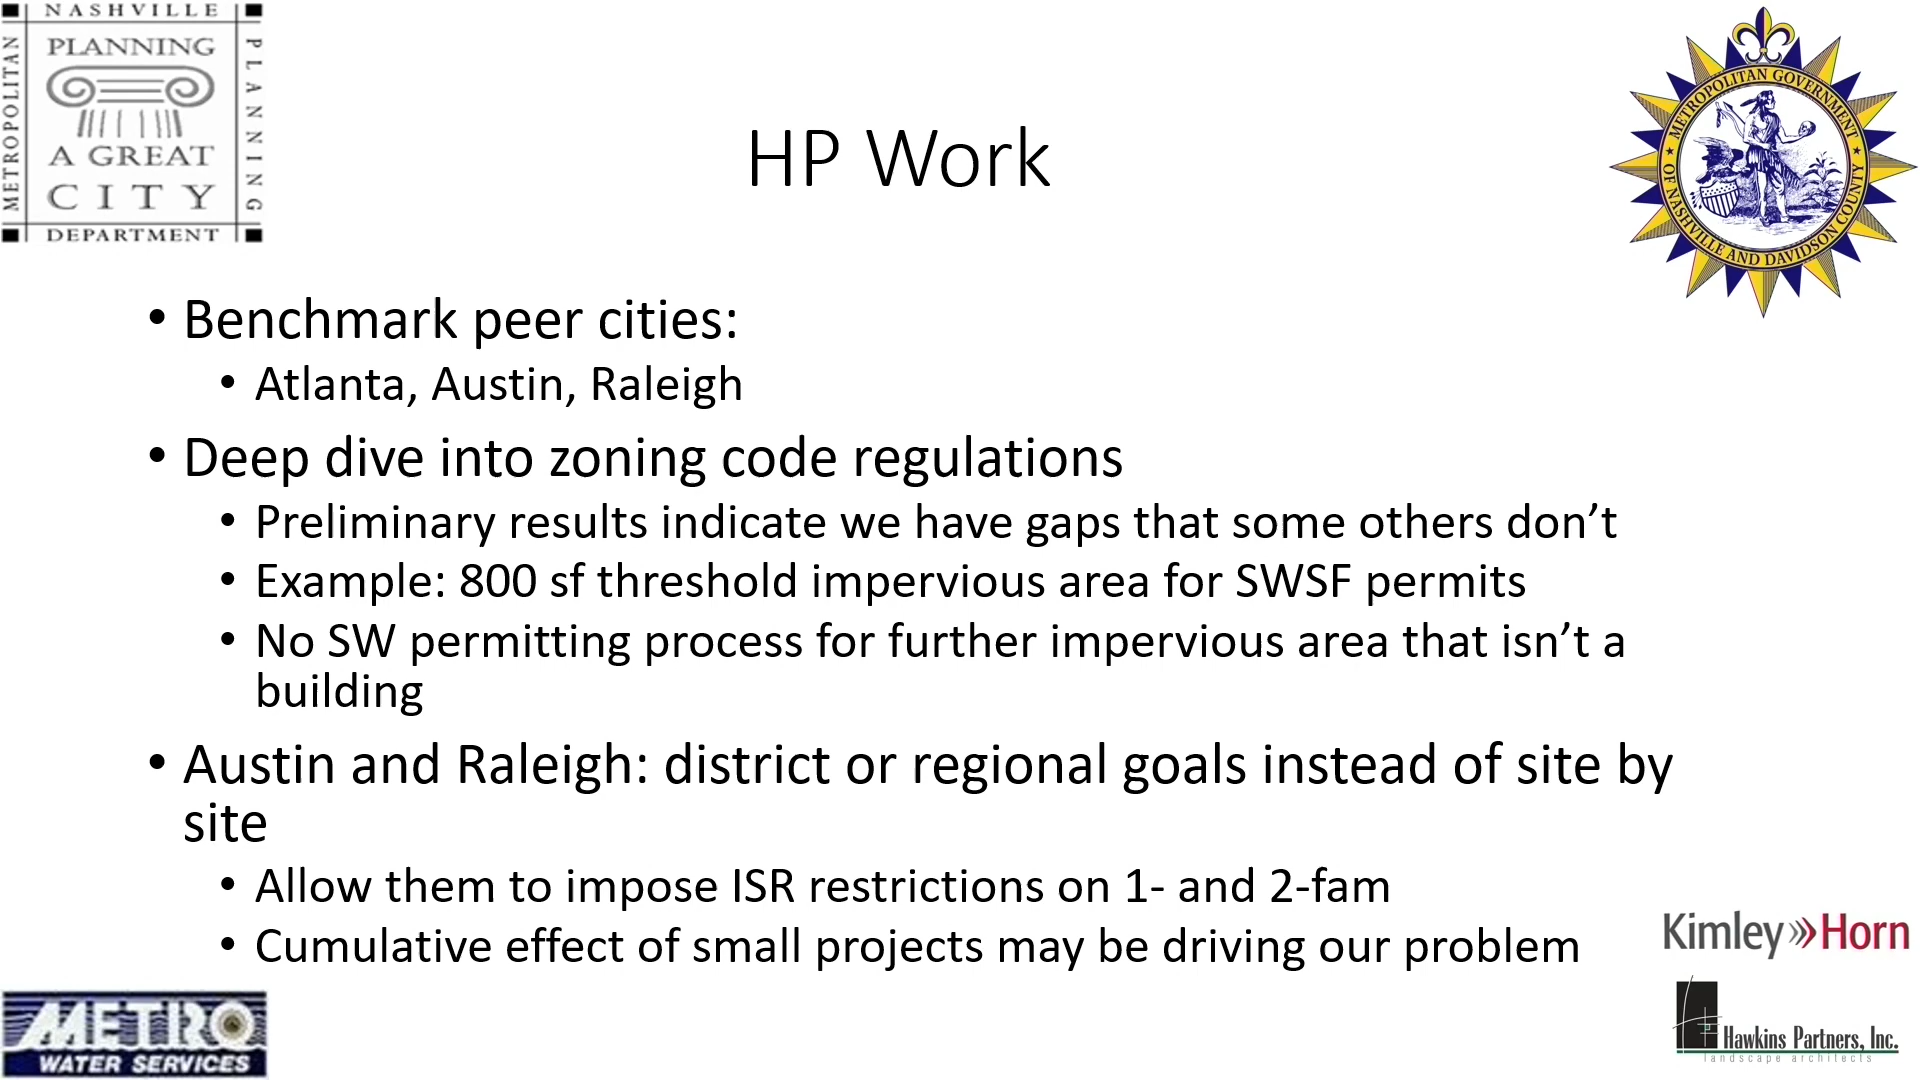 NASHVILLE
METROPOLITAN
PLANNING
PLANNING
A GREAT
CITY
DEPARTMENT
METROPOLITAN GOVERNMENT
OF NASHVILLE AND DAVIDSON COUNTY
HP Work
• Benchmark peer cities:
• Atlanta, Austin, Raleigh
• Deep dive into zoning code regulations
• Preliminary results indicate we have gaps that some others don’t
• Example: 800 sf threshold impervious area for SWSF permits
• No SW permitting process for further impervious area that isn’t a
building
• Austin and Raleigh: district or regional goals instead of site by
site
• Allow them to impose ISR restrictions on 1- and 2-fam
• Cumulative effect of small projects may be driving our problem
Kimley»Horn
METRO
WATER SERVICES
Hawkins Partners, Inc.
landscape architects